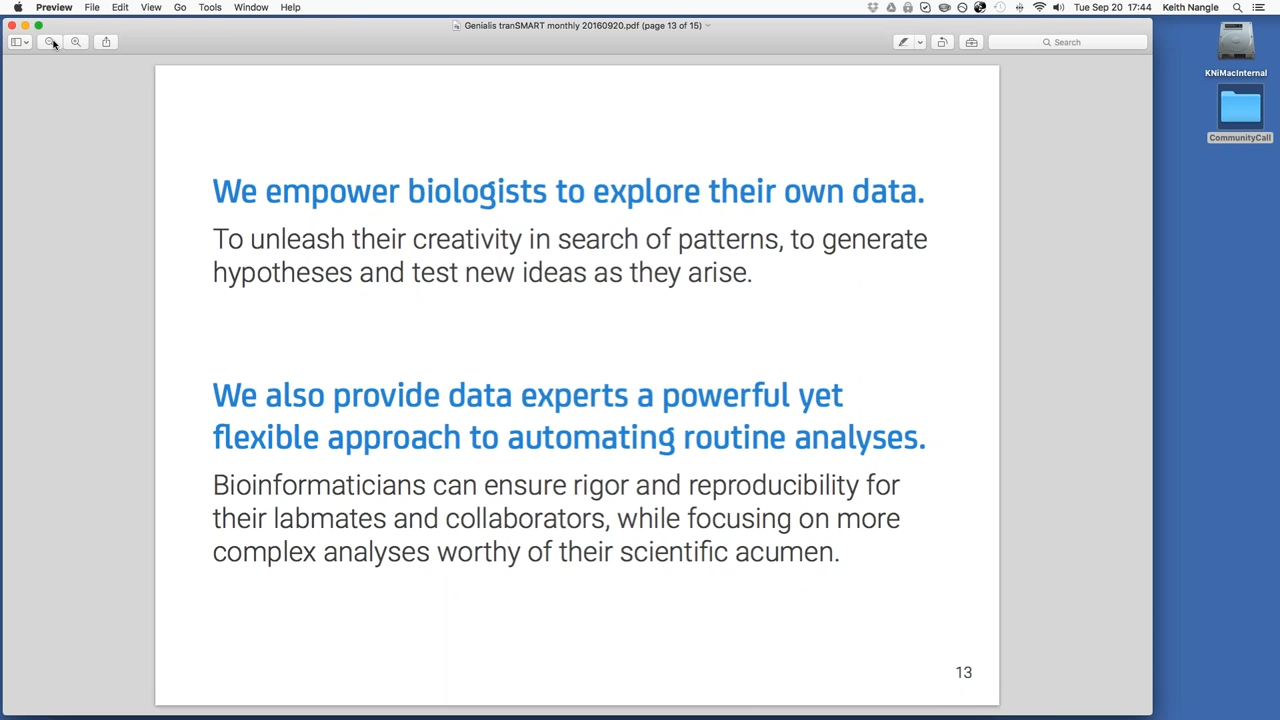 Preview File Edit View Go Tools Window Help
Tue Sep 20 17:44 Keith Nangle
Genialis tranSMART monthly 20160920.pdf (page 13 of 15)
Search
KNiMacInternal
CommunityCall
We empower biologists to explore their own data.
To unleash their creativity in search of patterns, to generate
hypotheses and test new ideas as they arise.
We also provide data experts a powerful yet
flexible approach to automating routine analyses.
Bioinformaticians can ensure rigor and reproducibility for
their labmates and collaborators, while focusing on more
complex analyses worthy of their scientific acumen.
13